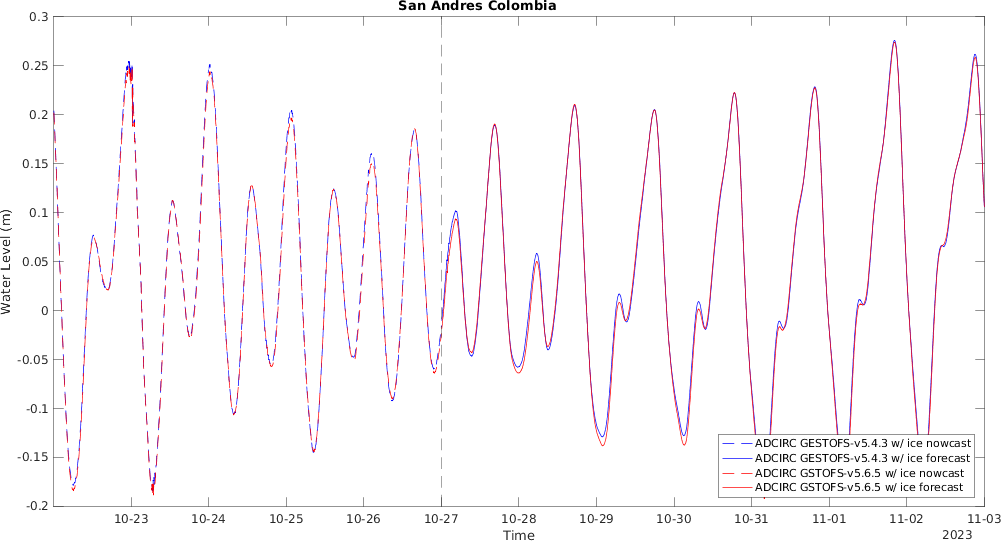 San Andres Colombia
0.3
0.25
0.2
0.15
0.1
0.05
0
-0.05
-0.1
-0.15
-0.2
Water Level (m)
ADCIRC GESTOFS-v5.4.3 w/ ice nowcast
ADCIRC GESTOFS-v5.4.3 w/ ice forecast
ADCIRC GSTOFS-v5.6.5 w/ ice nowcast
ADCIRC GSTOFS-v5.6.5 w/ ice forecast
10-23 10-24 10-25 10-26 10-27 10-28 10-29 10-30 10-31 11-01 11-02 11-03
Time
2023